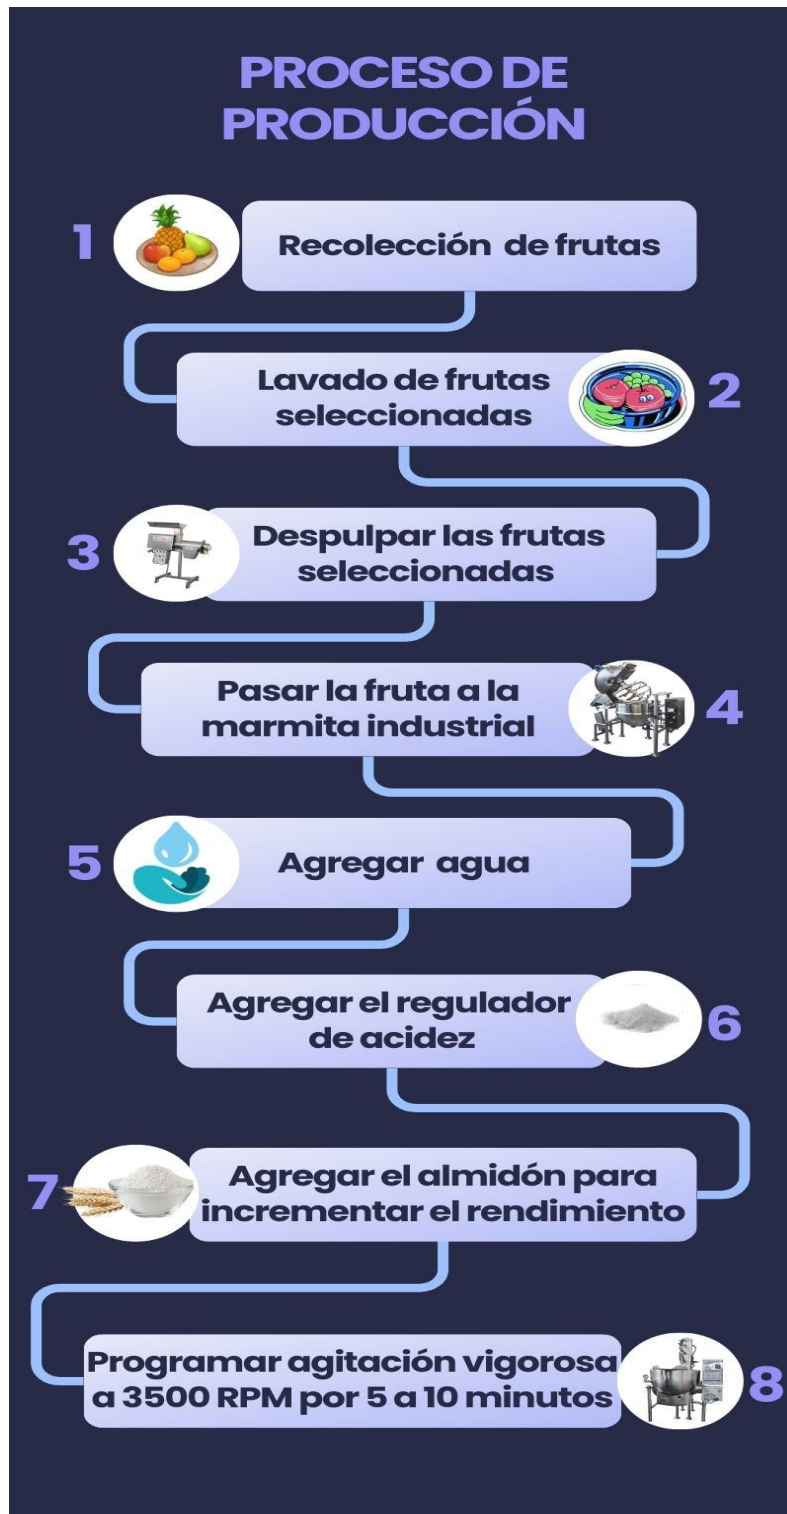 PROCESO DE
PRODUCCIÓN
1
Recolección de frutas
Lavado de frutas
seleccionadas
2
3
Despulpar las frutas
seleccionadas
Pasar la fruta a la
marmita industrial
4
5
Agregar agua
Agregar el regulador
de acidez
6
7
Agregar el almidón para
incrementar el rendimiento
Programar agitación vigorosa
a 3500 RPM por 5 a 10 minutos
8